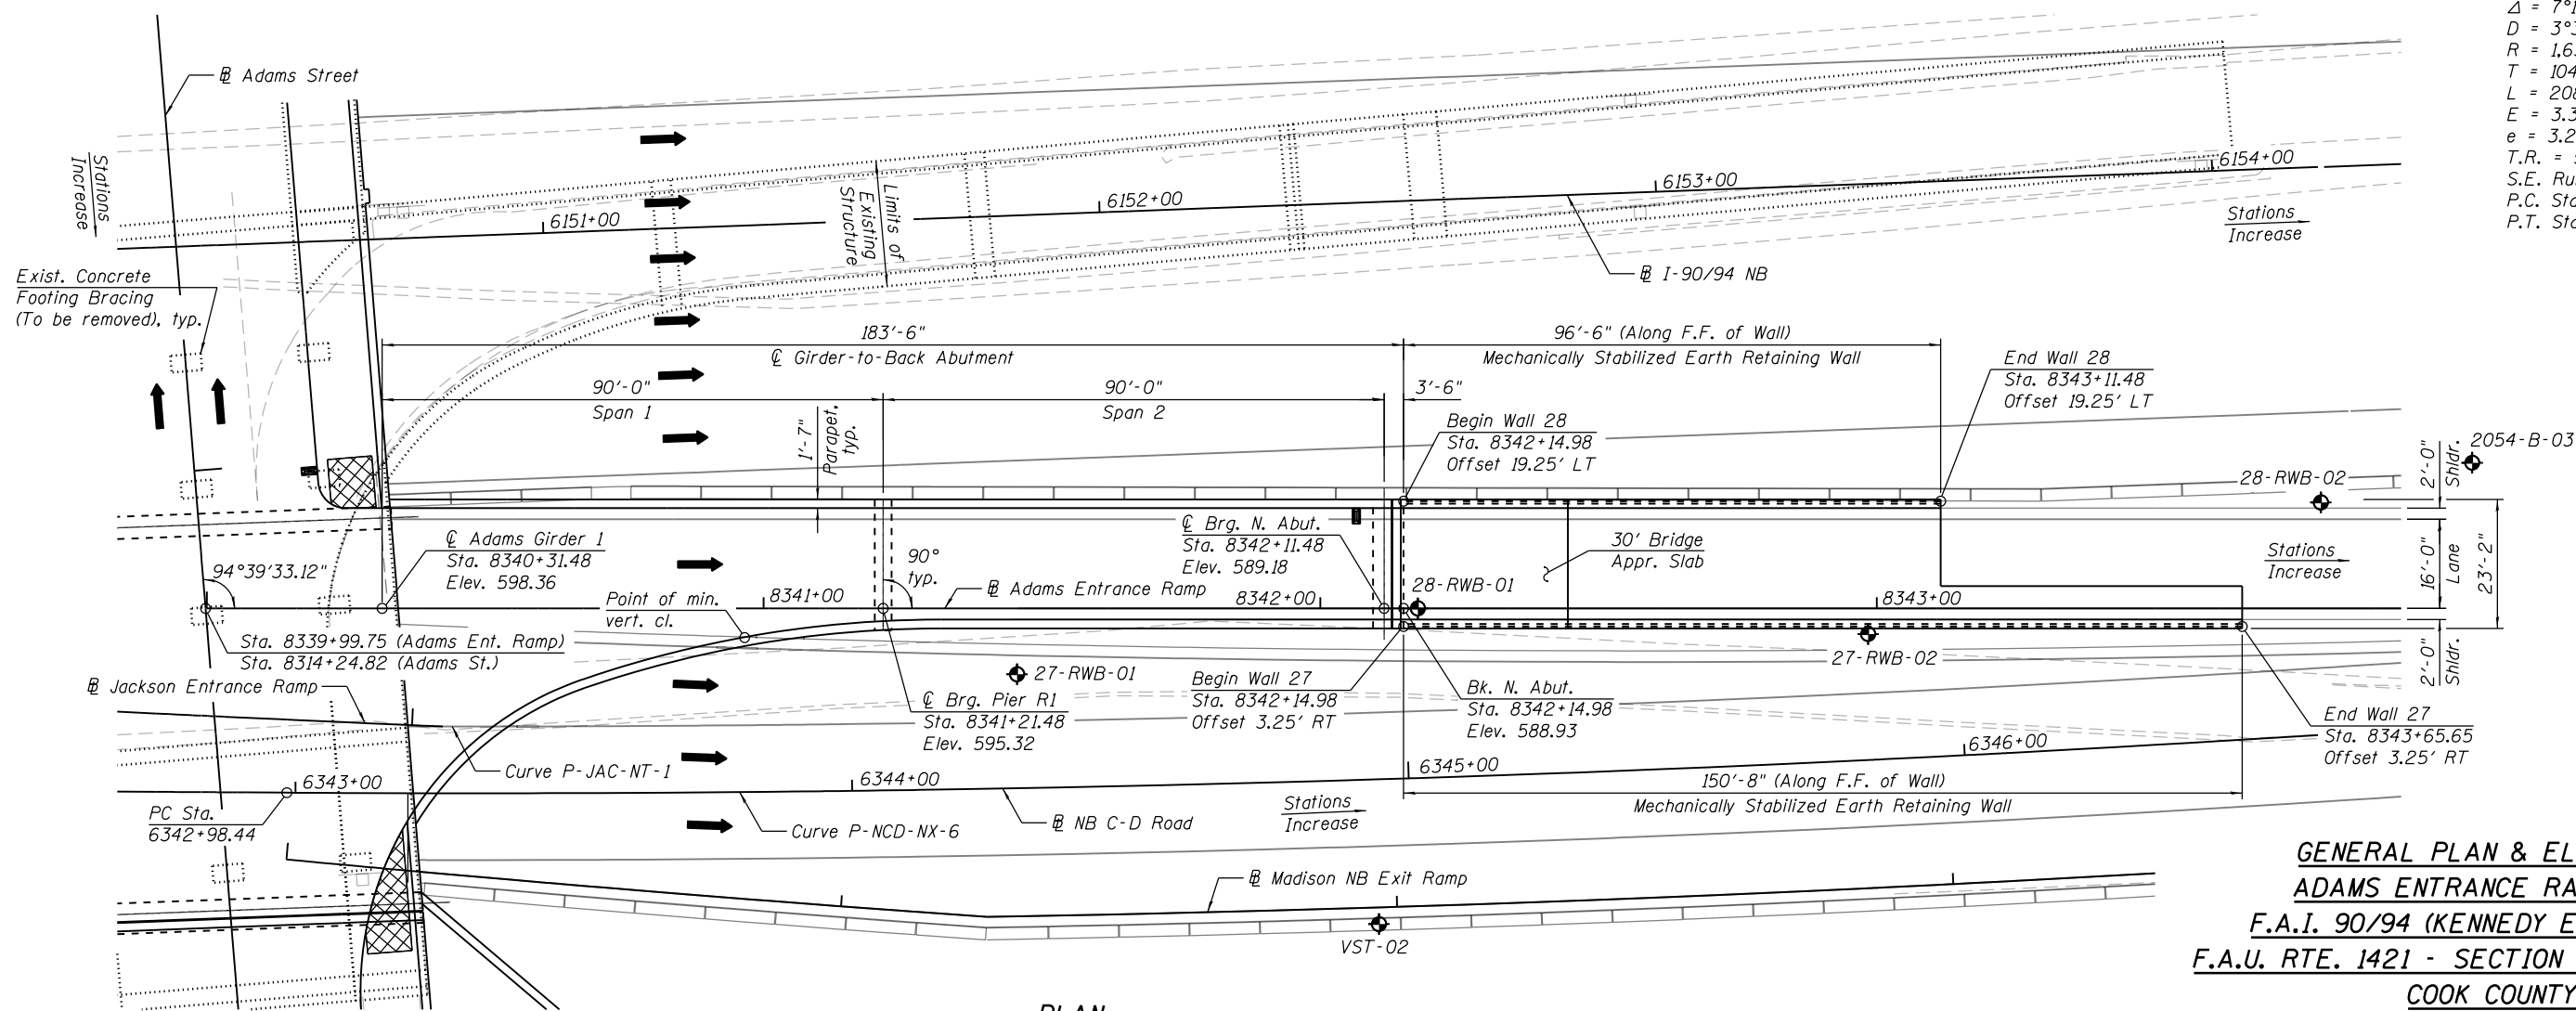 ℄ Adams Street
Stations
Increase
Exist. Concrete
Footing Bracing
(To be removed), typ.
6151+00
6152+00
6153+00
6154+00
Limits of
Existing
Structure
Stations
Increase
℄ I-90/94 NB
D = 3°3
R = 1,6
T = 104
L = 208
E = 3.3
e = 3.2
T.R. =
S.E. Ru
P.C. Sta
P.T. Sta
183'-6"
℄ Girder-to-Back Abutment
96'-6" (Along F.F. of Wall)
Mechanically Stabilized Earth Retaining Wall
90'-0"
Span 1
90'-0"
Span 2
3'-6"
1'-7"
Parapet,
typ.
End Wall 28
Sta. 8343+11.48
Offset 19.25' LT
Begin Wall 28
Sta. 8342+14.98
Offset 19.25' LT
2054-B-03
28-RWB-02
2'-0"
Shldr.
℄ Brg. N. Abut.
Sta. 8342+11.48
Elev. 589.18
℄ Adams Girder 1
Sta. 8340+31.48
Elev. 598.36
94°39'33.12"
90°
typ.
30' Bridge
Appr. Slab
Stations
Increase
16'-0"
Lane
23'-2"
28-RWB-01
Point of min.
vert. cl.
8341+00
℄ Adams Entrance Ramp
8342+00
8343+00
Sta. 8339+99.75 (Adams Ent. Ramp)
Sta. 8314+24.82 (Adams St.)
27-RWB-02
2'-0"
Shldr.
℄ Jackson Entrance Ramp
27-RWB-01
℄ Brg. Pier R1
Sta. 8341+21.48
Elev. 595.32
Begin Wall 27
Sta. 8342+14.98
Offset 3.25' RT
Bk. N. Abut.
Sta. 8342+14.98
Elev. 588.93
End Wall 27
Sta. 8343+65.65
Offset 3.25' RT
Curve P-JAC-NT-1
6343+00
6344+00
6345+00
6346+00
PC Sta.
6342+98.44
150'-8" (Along F.F. of Wall)
Mechanically Stabilized Earth Retaining Wall
Stations
Increase
Curve P-NCD-NX-6
℄ NB C-D Road
℄ Madison NB Exit Ramp
VST-02
GENERAL PLAN & EL
ADAMS ENTRANCE RA
F.A.I. 90/94 (KENNEDY E
F.A.U. RTE. 1421 - SECTION
COOK COUNTY
PLAN